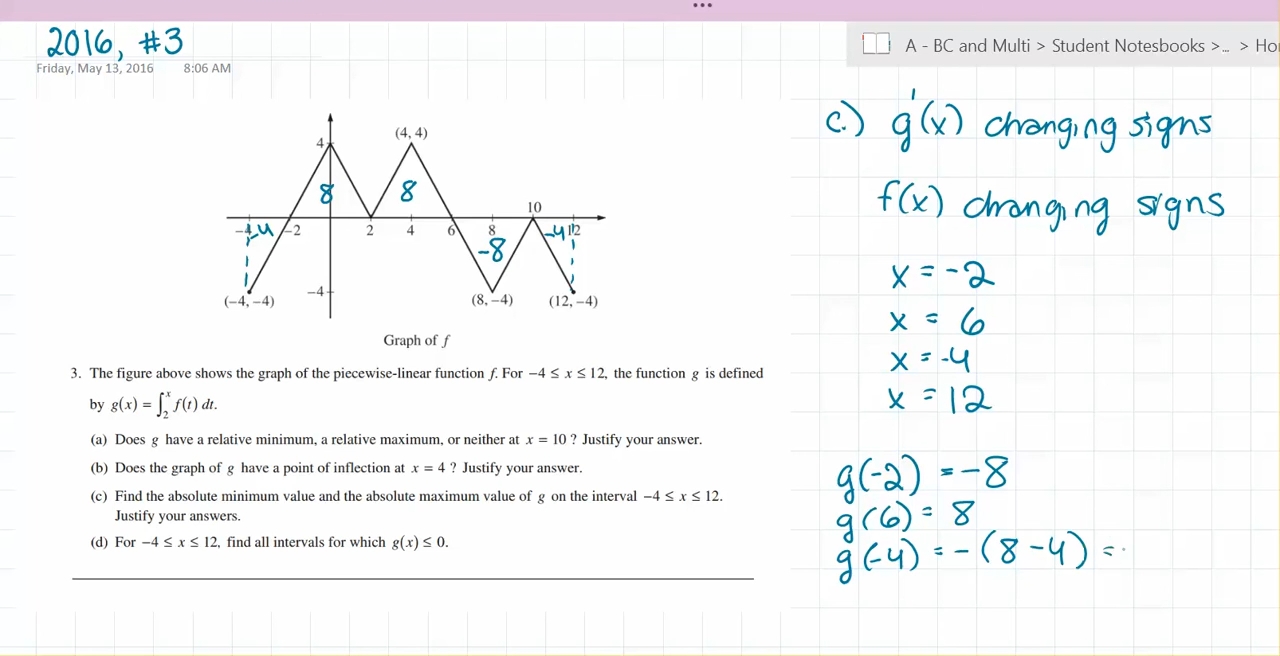 2016, #3
Friday, May 13, 2016 8:06 AM
A - BC and Multi > Student Notesbooks >... > Ho
(4, 4)
4
8
8
10
-4
-4
-2
2
4
6
8
-8
-4
12
-4
(-4, -4)
(8, -4)
(12, -4)
Graph of f
3. The figure above shows the graph of the piecewise-linear function f. For −4 ≤ x ≤ 12, the function g is defined
by g(x) = ∫₂ˣ f(t) dt.
(a) Does g have a relative minimum, a relative maximum, or neither at x = 10 ? Justify your answer.
(b) Does the graph of g have a point of inflection at x = 4 ? Justify your answer.
(c) Find the absolute minimum value and the absolute maximum value of g on the interval −4 ≤ x ≤ 12.
Justify your answers.
(d) For −4 ≤ x ≤ 12, find all intervals for which g(x) ≤ 0.
c.) g'(x) changing signs
f(x) changing signs
x = -2
x = 6
x = -4
x = 12
g(-2) = -8
g(6) = 8
g(-4) = -(8-4) =